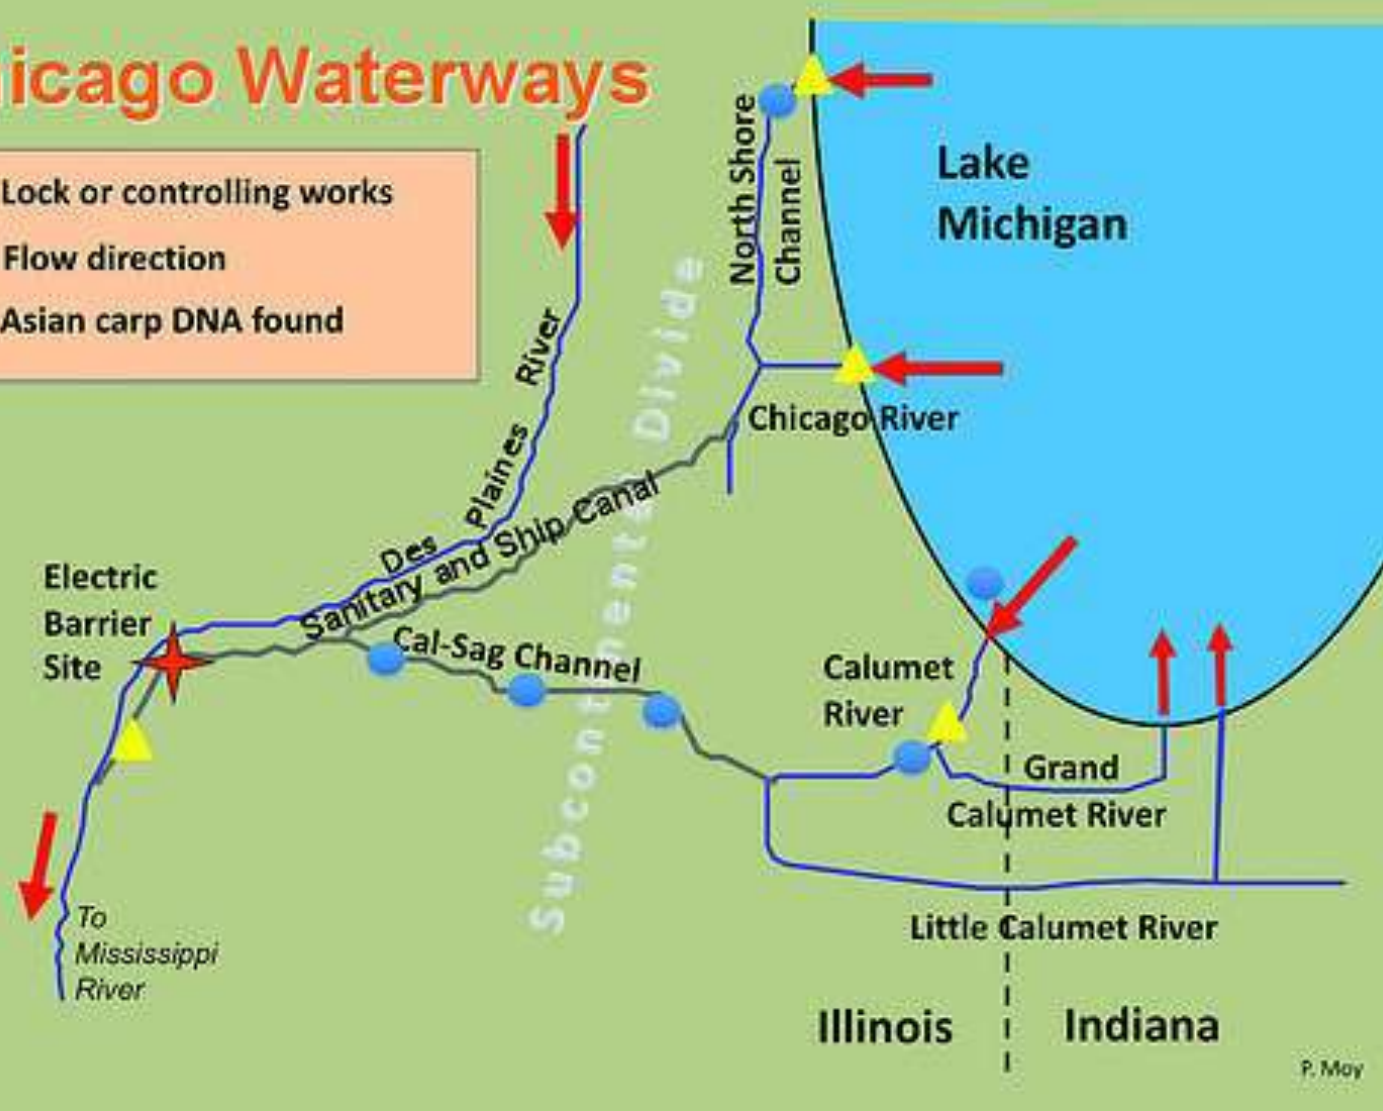 hicago Waterways
Lock or controlling works
Flow direction
Asian carp DNA found
North Shore
Channel
Lake
Michigan
Des Plaines River
Subcontinental Divide
Chicago River
Sanitary and Ship Canal
Electric
Barrier
Site
Cal-Sag Channel
Calumet
River
Grand
Calumet River
To
Mississippi
River
Little Calumet River
Illinois
Indiana
P. Moy